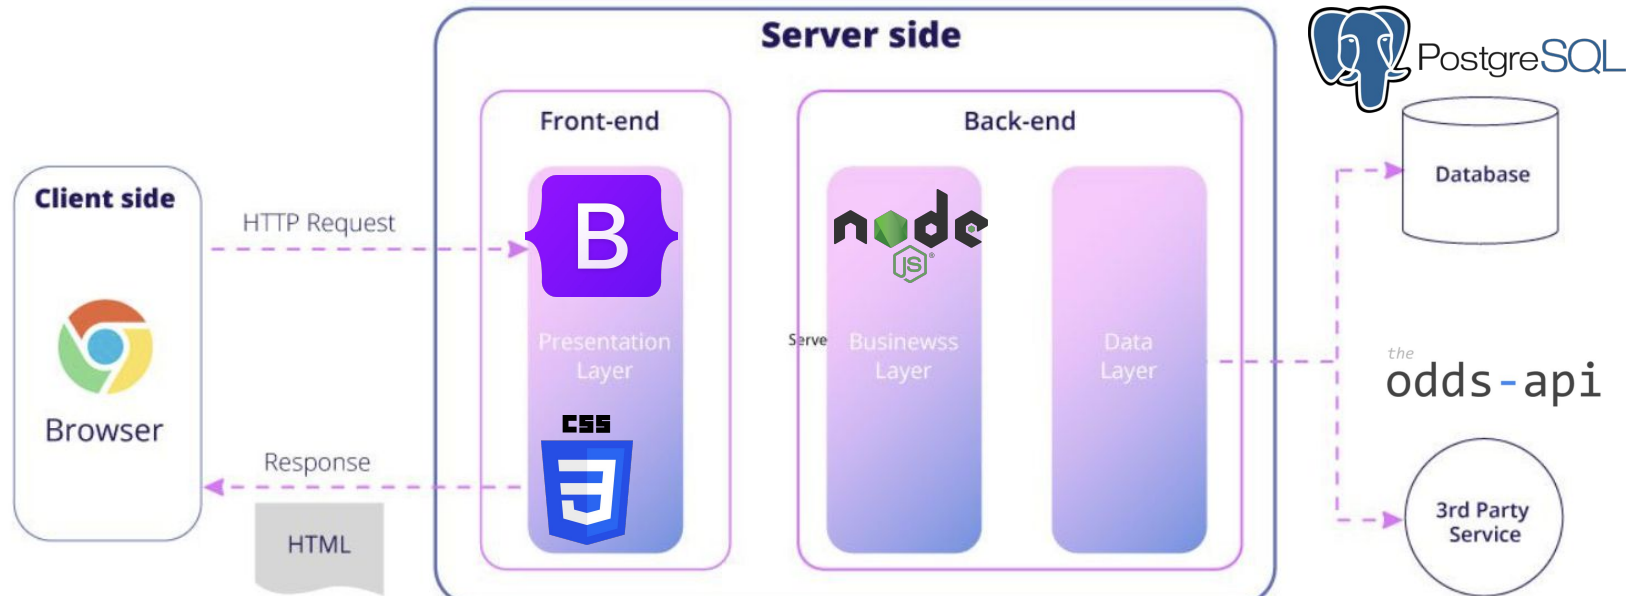 Server side
PostgreSQL
Front-end
Back-end
Database
Client side
HTTP Request
B
node
JS
®
Presentation
Layer
Serve
Businewss
Layer
Data
Layer
the
odds-api
Browser
CSS
3
Response
HTML
3rd Party
Service